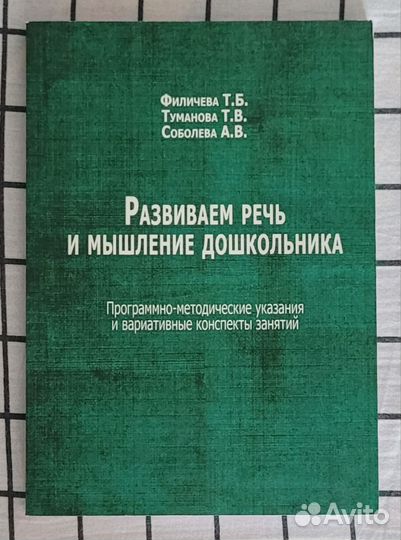 Филичева Т.Б.
Туманова Т.В.
Соболева А.В.
Развиваем речь
и мышление дошкольника
Программно-методические указания
и вариативные конспекты занятий
Avito